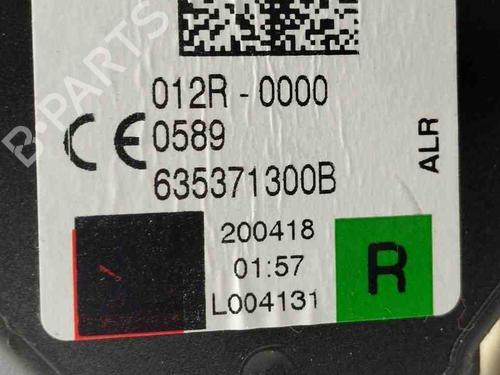 012R - 0000
CE 0589
635371300B
200418
01:57
L004131
R
ALR
B-PARTS